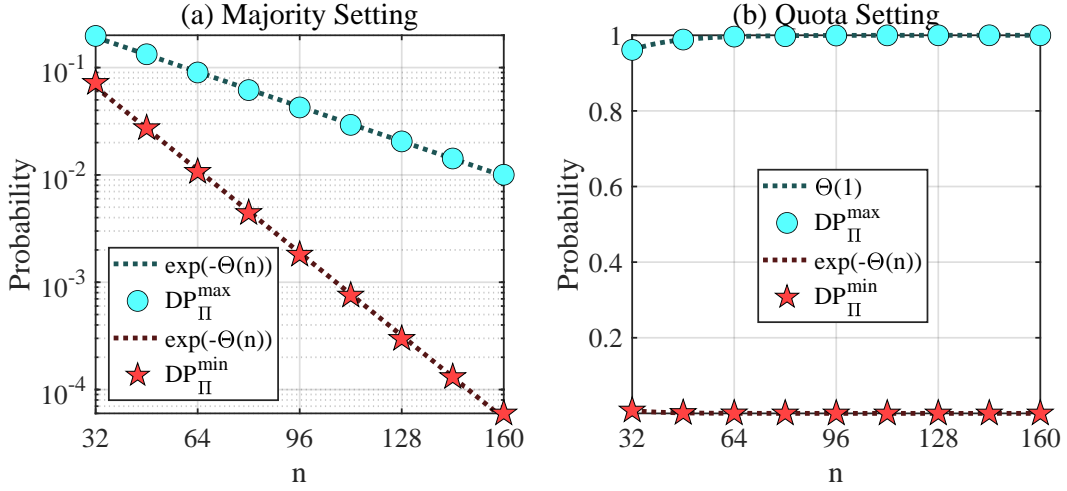 (a) Majority Setting
Probability
10^-1
10^-2
10^-3
10^-4
exp(-Θ(n))
DP_Π^max
exp(-Θ(n))
DP_Π^min
32 64 96 128 160
n
(b) Quota Setting
Probability
1
0.8
0.6
0.4
0.2
Θ(1)
DP_Π^max
exp(-Θ(n))
DP_Π^min
32 64 96 128 160
n